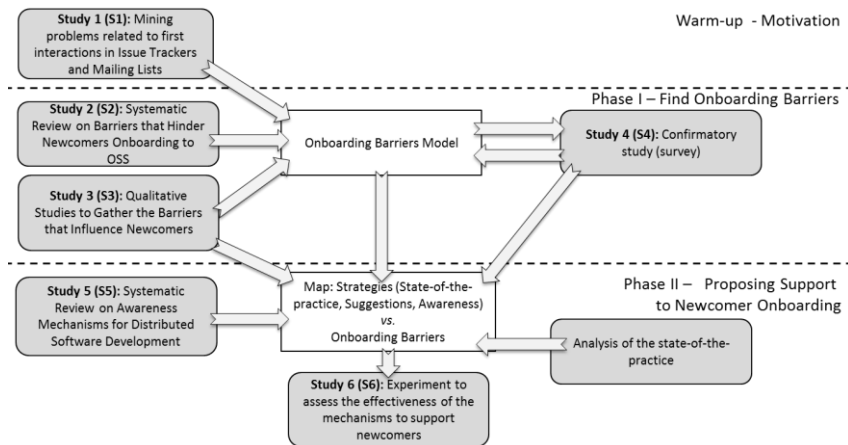 Study 1 (S1): Mining
problems related to first
interactions in Issue Trackers
and Mailing Lists
Warm-up - Motivation
Phase I – Find Onboarding Barriers
Study 2 (S2): Systematic
Review on Barriers that Hinder
Newcomers Onboarding to
OSS
Onboarding Barriers Model
Study 4 (S4): Confirmatory
study (survey)
Study 3 (S3): Qualitative
Studies to Gather the Barriers
that Influence Newcomers
Phase II – Proposing Support
to Newcomer Onboarding
Study 5 (S5): Systematic
Review on Awareness
Mechanisms for Distributed
Software Development
Map: Strategies (State-of-the-
practice, Suggestions, Awareness)
vs.
Onboarding Barriers
Analysis of the state-of-the-
practice
Study 6 (S6): Experiment to
assess the effectiveness of the
mechanisms to support
newcomers